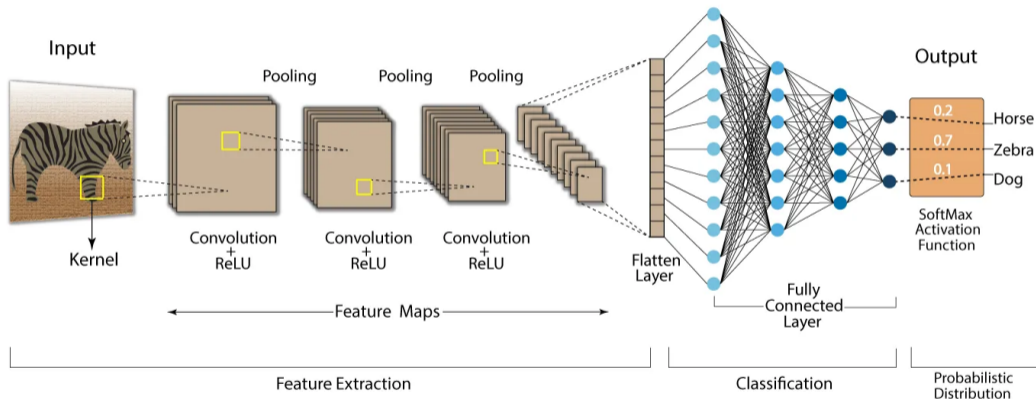 Input
Output
Pooling
Pooling
Pooling
0.2
Horse
0.7
Zebra
0.1
Dog
Kernel
Convolution
+
ReLU
Convolution
+
ReLU
Convolution
+
ReLU
Flatten
Layer
SoftMax
Activation
Function
Fully
Connected
Layer
Feature Maps
Feature Extraction
Classification
Probabilistic
Distribution